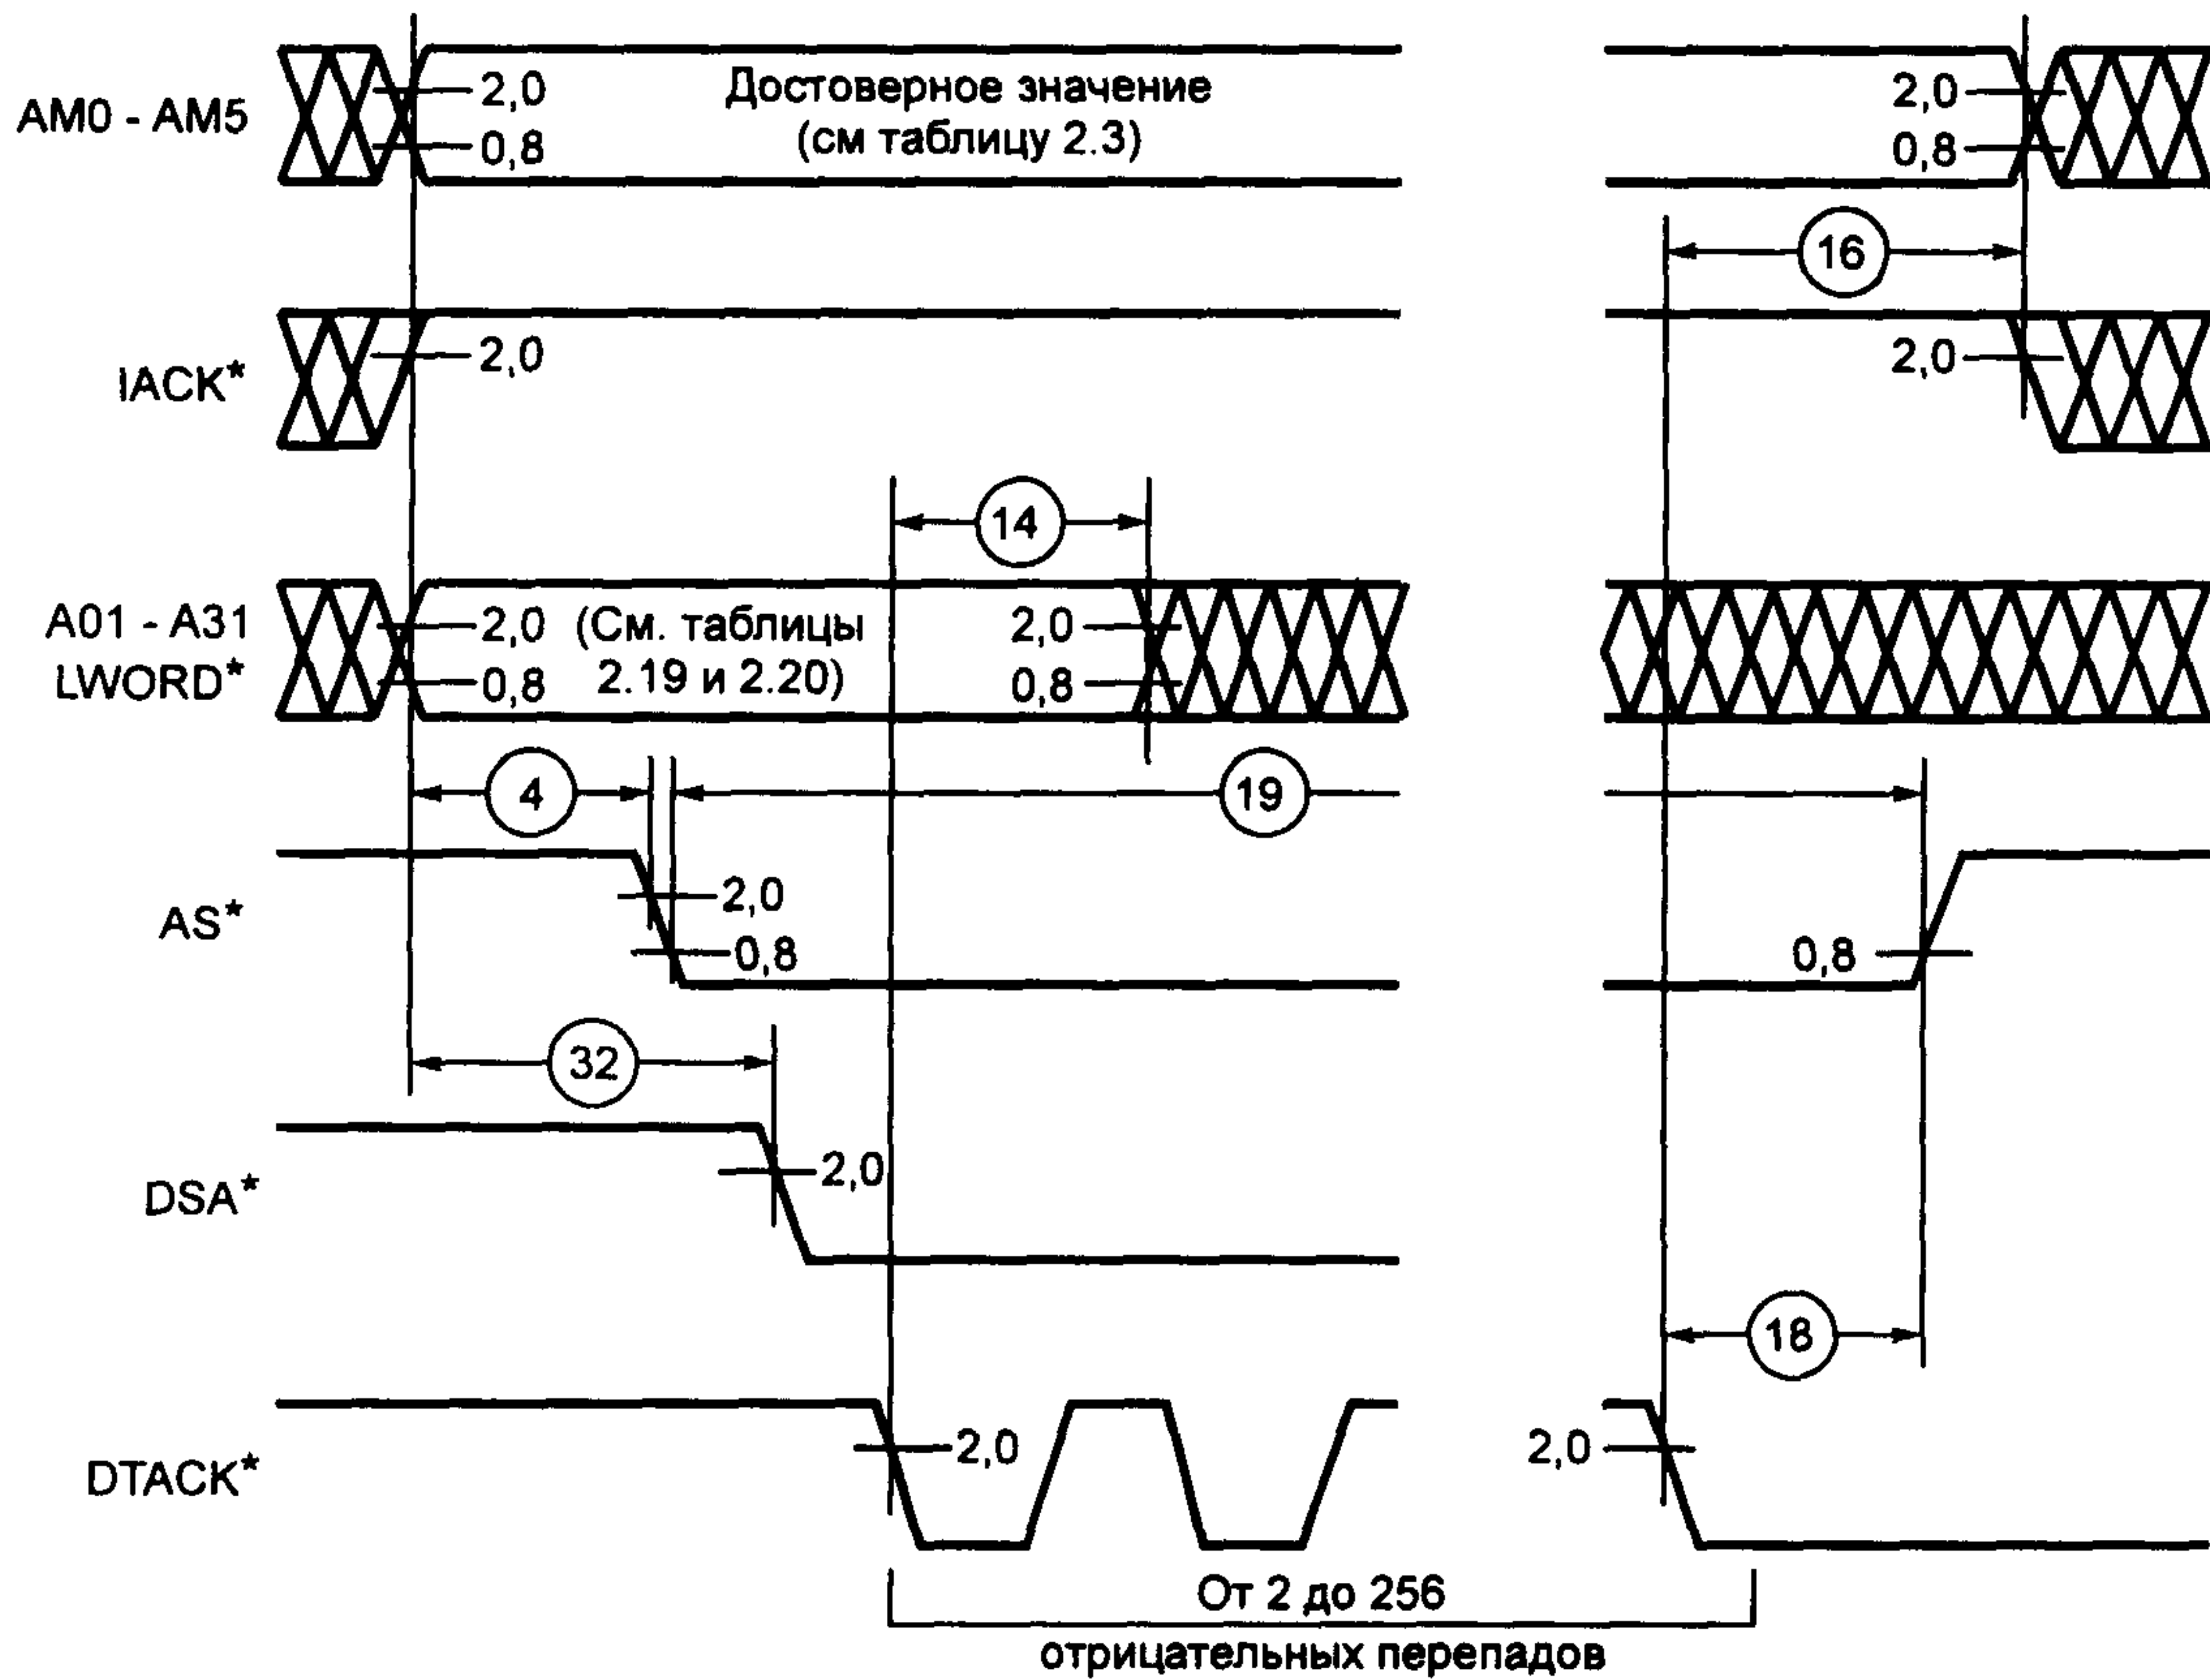 AM0 - AM5
2,0
0,8
Достоверное значение
(см таблицу 2.3)
2,0
0,8
16
IACK*
2,0
2,0
14
A01 - A31
LWORD*
2,0
0,8
(См. таблицы
2.19 и 2.20)
2,0
0,8
4
19
AS*
2,0
0,8
0,8
32
DSA*
2,0
18
DTACK*
2,0
2,0
От 2 до 256
отрицательных перепадов